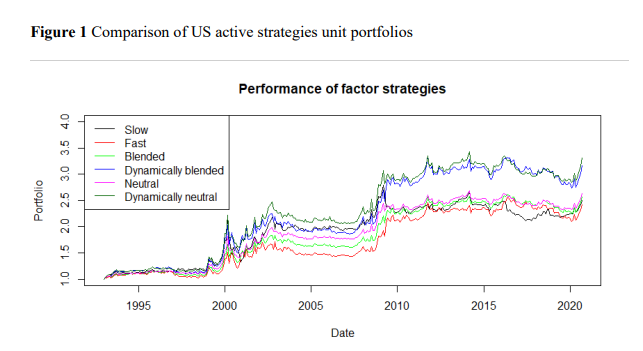 Figure 1 Comparison of US active strategies unit portfolios
Performance of factor strategies
4.0
3.5
3.0
2.5
2.0
1.5
1.0
Portfolio
Slow
Fast
Blended
Dynamically blended
Neutral
Dynamically neutral
1995 2000 2005 2010 2015 2020
Date